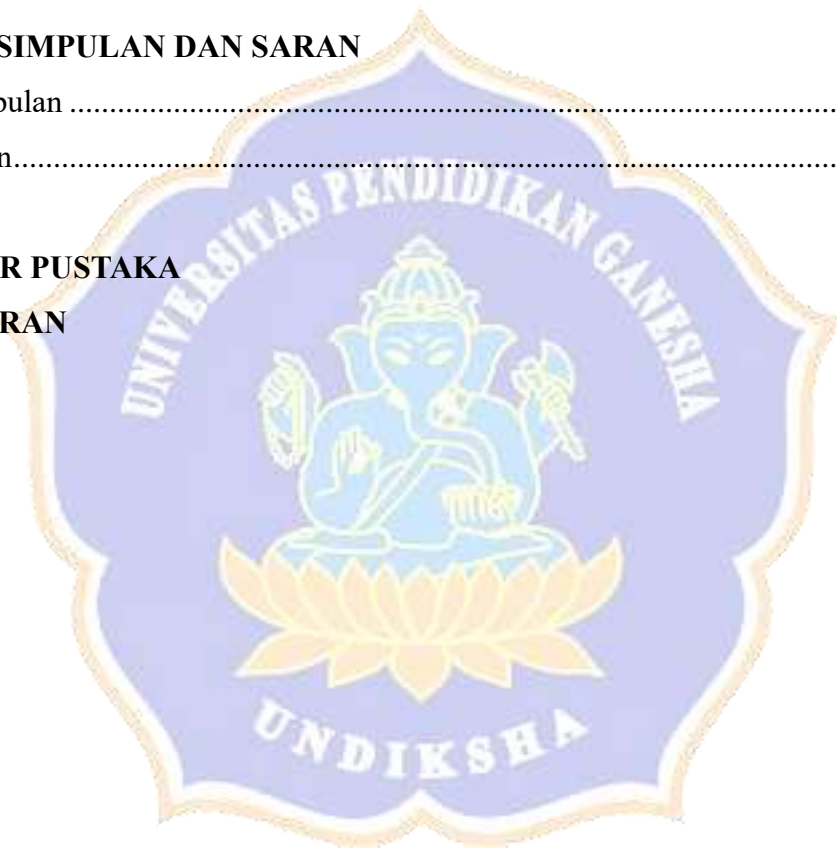 SIMPULAN DAN SARAN
pulan ................................................................................................
n.......................................................................................................
R PUSTAKA
RAN
UNIVERSITAS PENDIDIKAN GANESHA
UNDIKSHA